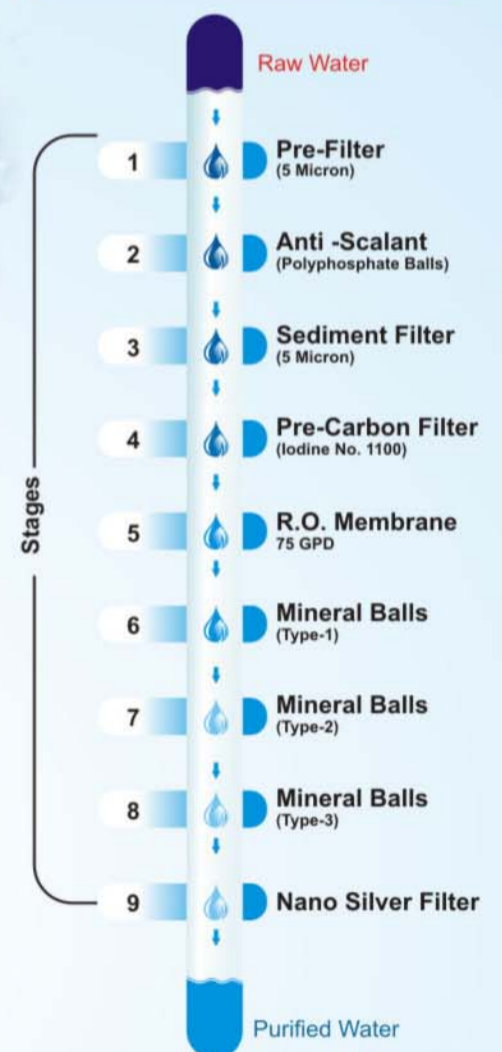 Raw Water
1
Pre-Filter
(5 Micron)
2
Anti -Scalant
(Polyphosphate Balls)
3
Sediment Filter
(5 Micron)
4
Pre-Carbon Filter
(Iodine No. 1100)
Stages
5
R.O. Membrane
75 GPD
6
Mineral Balls
(Type-1)
7
Mineral Balls
(Type-2)
8
Mineral Balls
(Type-3)
9
Nano Silver Filter
Purified Water